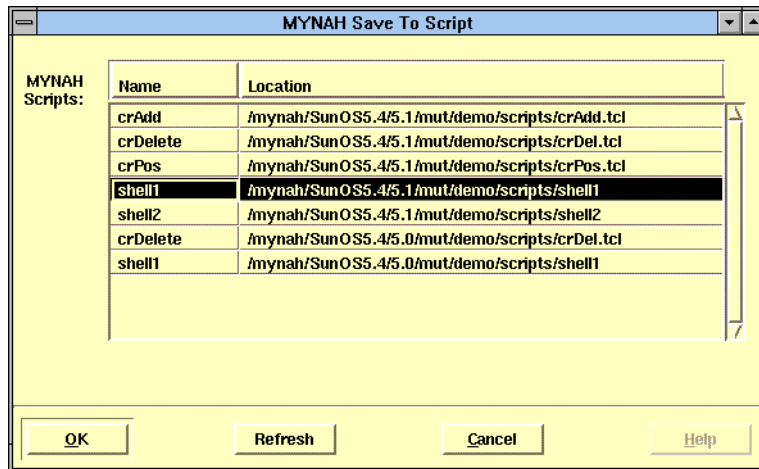 MYNAH Save To Script
MYNAH
Scripts:
Name Location
crAdd /mynah/SunOS5.4/5.1/mut/demo/scripts/crAdd.tcl
crDelete /mynah/SunOS5.4/5.1/mut/demo/scripts/crDel.tcl
crPos /mynah/SunOS5.4/5.1/mut/demo/scripts/crPos.tcl
shell1 /mynah/SunOS5.4/5.1/mut/demo/scripts/shell1
shell2 /mynah/SunOS5.4/5.1/mut/demo/scripts/shell2
crDelete /mynah/SunOS5.4/5.0/mut/demo/scripts/crDel.tcl
shell1 /mynah/SunOS5.4/5.0/mut/demo/scripts/shell1
OK Refresh Cancel Help